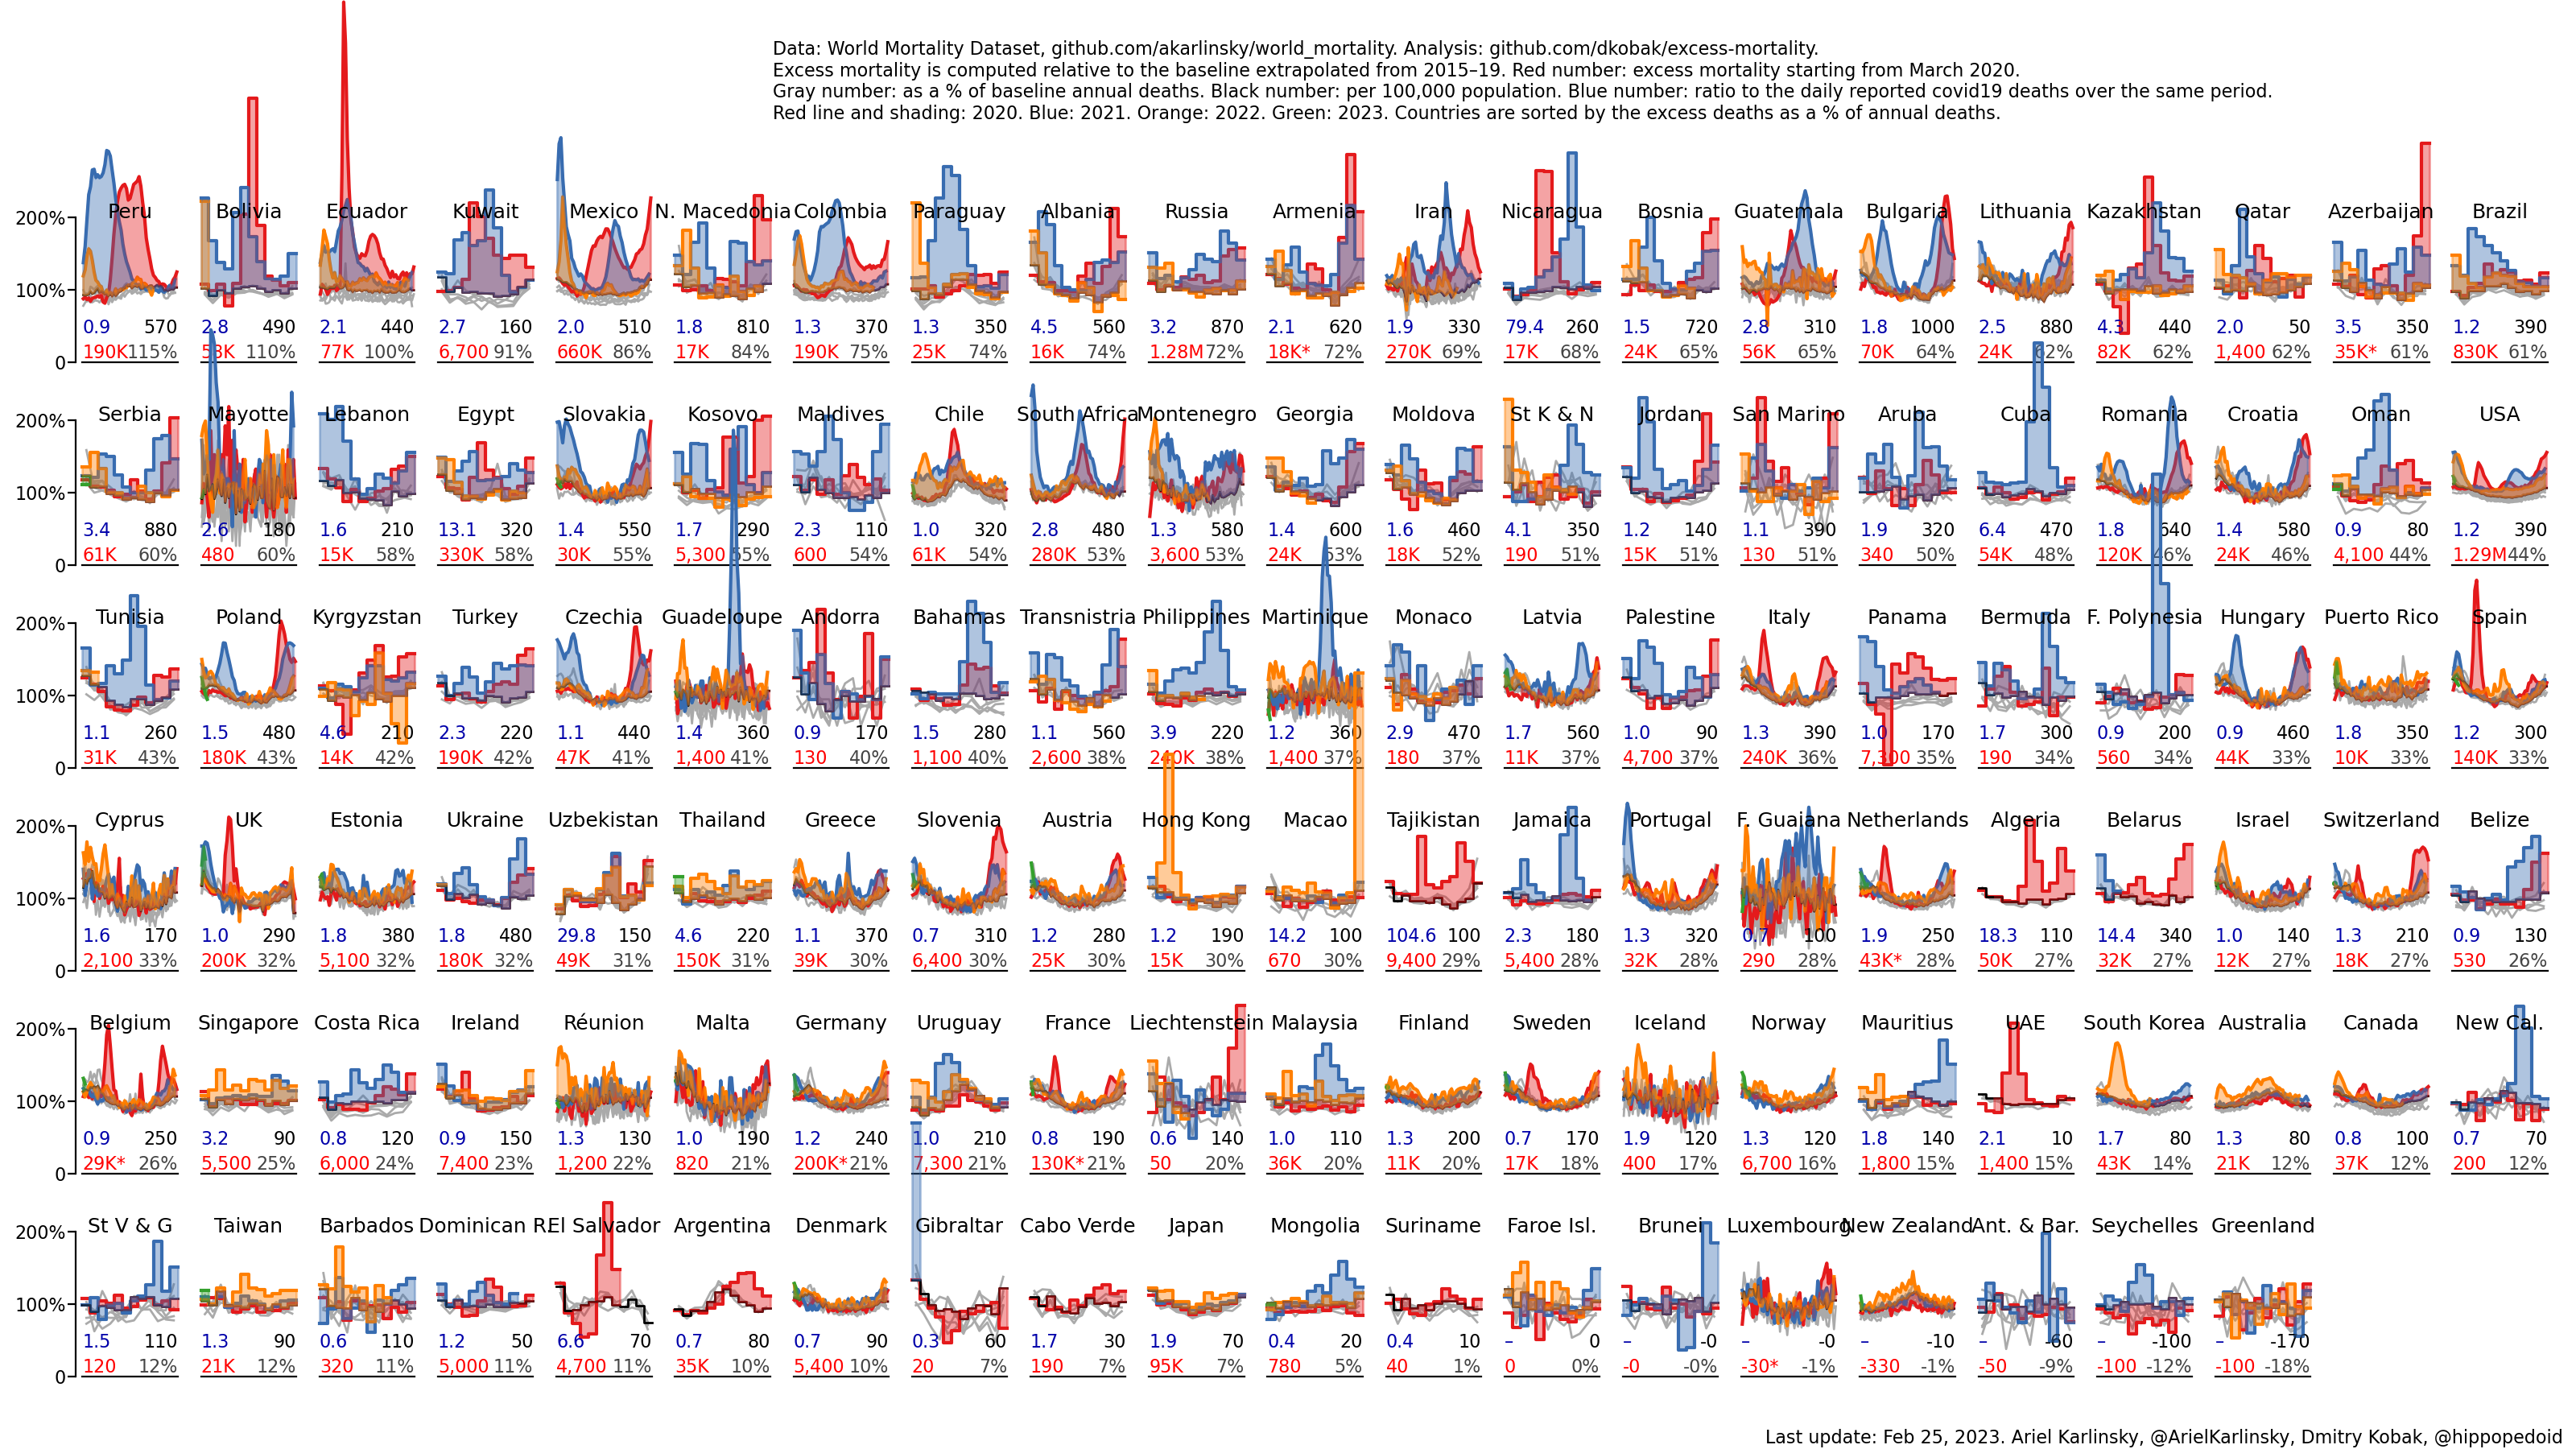 Data: World Mortality Dataset, github.com/akarlinsky/world_mortality. Analysis: github.com/dkobak/excess-mortality.
Excess mortality is computed relative to the baseline extrapolated from 2015–19. Red number: excess mortality starting from March 2020.
Gray number: as a % of baseline annual deaths. Black number: per 100,000 population. Blue number: ratio to the daily reported covid19 deaths over the same period.
Red line and shading: 2020. Blue: 2021. Orange: 2022. Green: 2023. Countries are sorted by the excess deaths as a % of annual deaths.
200% Peru Bolivia Ecuador Kuwait Mexico N. Macedonia Colombia Paraguay Albania Russia Armenia Iran Nicaragua Bosnia Guatemala Bulgaria Lithuania Kazakhstan Qatar Azerbaijan Brazil
100%
0.9 570 2.8 490 2.1 440 2.7 160 2.0 510 1.8 810 1.3 370 1.3 350 4.5 560 3.2 870 2.1 620 1.9 330 79.4 260 1.5 720 2.8 310 1.8 1000 2.5 880 4.3 440 2.0 50 3.5 350 1.2 390
0 190K 115% 53K 110% 77K 100% 6,700 91% 660K 86% 17K 84% 190K 75% 25K 74% 16K 74% 1.28M 72% 18K* 72% 270K 69% 17K 68% 24K 65% 56K 65% 70K 64% 24K 62% 82K 62% 1,400 62% 35K* 61% 830K 61%
200% Serbia Mayotte Lebanon Egypt Slovakia Kosovo Maldives Chile South Africa Montenegro Georgia Moldova St K & N Jordan San Marino Aruba Cuba Romania Croatia Oman USA
100%
3.4 880 2.6 180 1.6 210 13.1 320 1.4 550 1.7 290 2.3 110 1.0 320 2.8 480 1.3 580 1.4 600 1.6 460 4.1 350 1.2 140 1.1 390 1.9 320 6.4 470 1.8 640 1.4 580 0.9 80 1.2 390
0 61K 60% 480 60% 15K 58% 330K 58% 30K 55% 5,300 55% 600 54% 61K 54% 280K 53% 3,600 53% 24K 53% 18K 52% 190 51% 15K 51% 130 51% 340 50% 54K 48% 120K 46% 24K 46% 4,100 44% 1.29M 44%
200% Tunisia Poland Kyrgyzstan Turkey Czechia Guadeloupe Andorra Bahamas Transnistria Philippines Martinique Monaco Latvia Palestine Italy Panama Bermuda F. Polynesia Hungary Puerto Rico Spain
100%
1.1 260 1.5 480 4.6 210 2.3 220 1.1 440 1.4 360 0.9 170 1.5 280 1.1 560 3.9 220 1.2 360 2.9 470 1.7 560 1.0 90 1.3 390 1.0 170 1.7 300 0.9 200 0.9 460 1.8 350 1.2 300
0 31K 43% 180K 43% 14K 42% 190K 42% 47K 41% 1,400 41% 130 40% 1,100 40% 2,600 38% 240K 38% 1,400 37% 180 37% 11K 37% 4,700 37% 240K 36% 7,300 35% 190 34% 560 34% 44K 33% 10K 33% 140K 33%
200% Cyprus UK Estonia Ukraine Uzbekistan Thailand Greece Slovenia Austria Hong Kong Macao Tajikistan Jamaica Portugal F. Guaiana Netherlands Algeria Belarus Israel Switzerland Belize
100%
1.6 170 1.0 290 1.8 380 1.8 480 29.8 150 4.6 220 1.1 370 0.7 310 1.2 280 1.2 190 14.2 100 104.6 100 2.3 180 1.3 320 0.7 100 1.9 250 18.3 110 14.4 340 1.0 140 1.3 210 0.9 130
0 2,100 33% 200K 32% 5,100 32% 180K 32% 49K 31% 150K 31% 39K 30% 6,400 30% 25K 30% 15K 30% 670 30% 9,400 29% 5,400 28% 32K 28% 290 28% 43K* 28% 50K 27% 32K 27% 12K 27% 18K 27% 530 26%
200% Belgium Singapore Costa Rica Ireland Réunion Malta Germany Uruguay France Liechtenstein Malaysia Finland Sweden Iceland Norway Mauritius UAE South Korea Australia Canada New Cal.
100%
0.9 250 3.2 90 0.8 120 0.9 150 1.3 130 1.0 190 1.2 240 1.0 210 0.8 190 0.6 140 1.0 110 1.3 200 0.7 170 1.9 120 1.3 120 1.8 140 2.1 10 1.7 80 1.3 80 0.8 100 0.7 70
0 29K* 26% 5,500 25% 6,000 24% 7,400 23% 1,200 22% 820 21% 200K* 21% 7,300 21% 130K* 21% 50 20% 36K 20% 11K 20% 17K 18% 400 17% 6,700 16% 1,800 15% 1,400 15% 43K 14% 21K 12% 37K 12% 200 12%
200% St V & G Taiwan Barbados Dominican R. El Salvador Argentina Denmark Gibraltar Cabo Verde Japan Mongolia Suriname Faroe Isl. Brunei Luxembourg New Zealand Ant. & Bar. Seychelles Greenland
100%
1.5 110 1.3 90 0.6 110 1.2 50 6.6 70 0.7 80 0.7 90 0.3 60 1.7 30 1.9 70 0.4 20 0.4 10 – 0 – -0 – -0 – -10 – -60 – -100 – -170
0 120 12% 21K 12% 320 11% 5,000 11% 4,700 11% 35K 10% 5,400 10% 20 7% 190 7% 95K 7% 780 5% 40 1% 0 0% -0 -0% -30* -1% -330 -1% -50 -9% -100 -12% -100 -18%
Last update: Feb 25, 2023. Ariel Karlinsky, @ArielKarlinsky, Dmitry Kobak, @hippopedoid